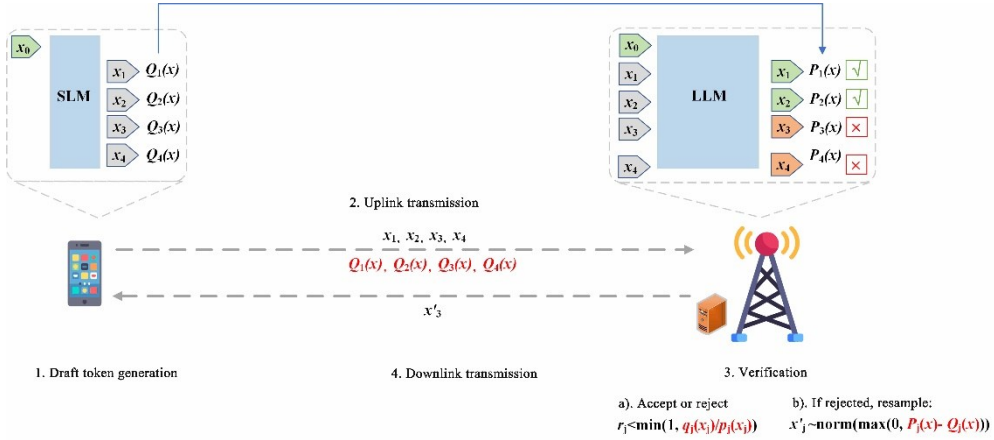 x₀
SLM
x₁ Q₁(x)
x₂ Q₂(x)
x₃ Q₃(x)
x₄ Q₄(x)
x₀
x₁
x₂
x₃
x₄
LLM
x₁ P₁(x) √
x₂ P₂(x) √
x₃ P₃(x) ×
x₄ P₄(x) ×
2. Uplink transmission
x₁, x₂, x₃, x₄
Q₁(x), Q₂(x), Q₃(x), Q₄(x)
x'₃
1. Draft token generation
4. Downlink transmission
3. Verification
a). Accept or reject
rⱼ<min(1, qⱼ(xⱼ)/pⱼ(xⱼ))
b). If rejected, resample:
x'ⱼ~norm(max(0, Pⱼ(x)- Qⱼ(x)))